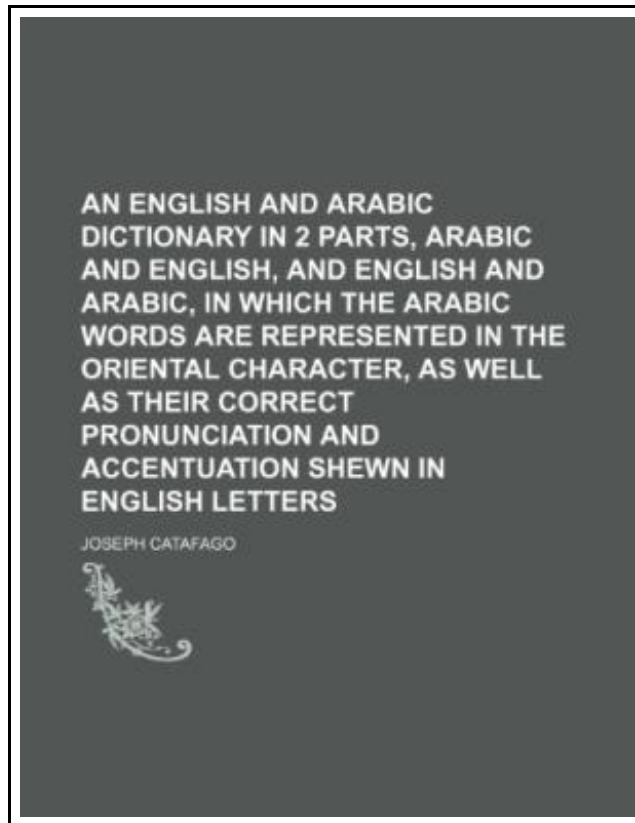 AN ENGLISH AND ARABIC
DICTIONARY IN 2 PARTS, ARABIC
AND ENGLISH, AND ENGLISH AND
ARABIC, IN WHICH THE ARABIC
WORDS ARE REPRESENTED IN THE
ORIENTAL CHARACTER, AS WELL
AS THEIR CORRECT
PRONUNCIATION AND
ACCENTUATION SHEWN IN
ENGLISH LETTERS
JOSEPH CATAFAGO